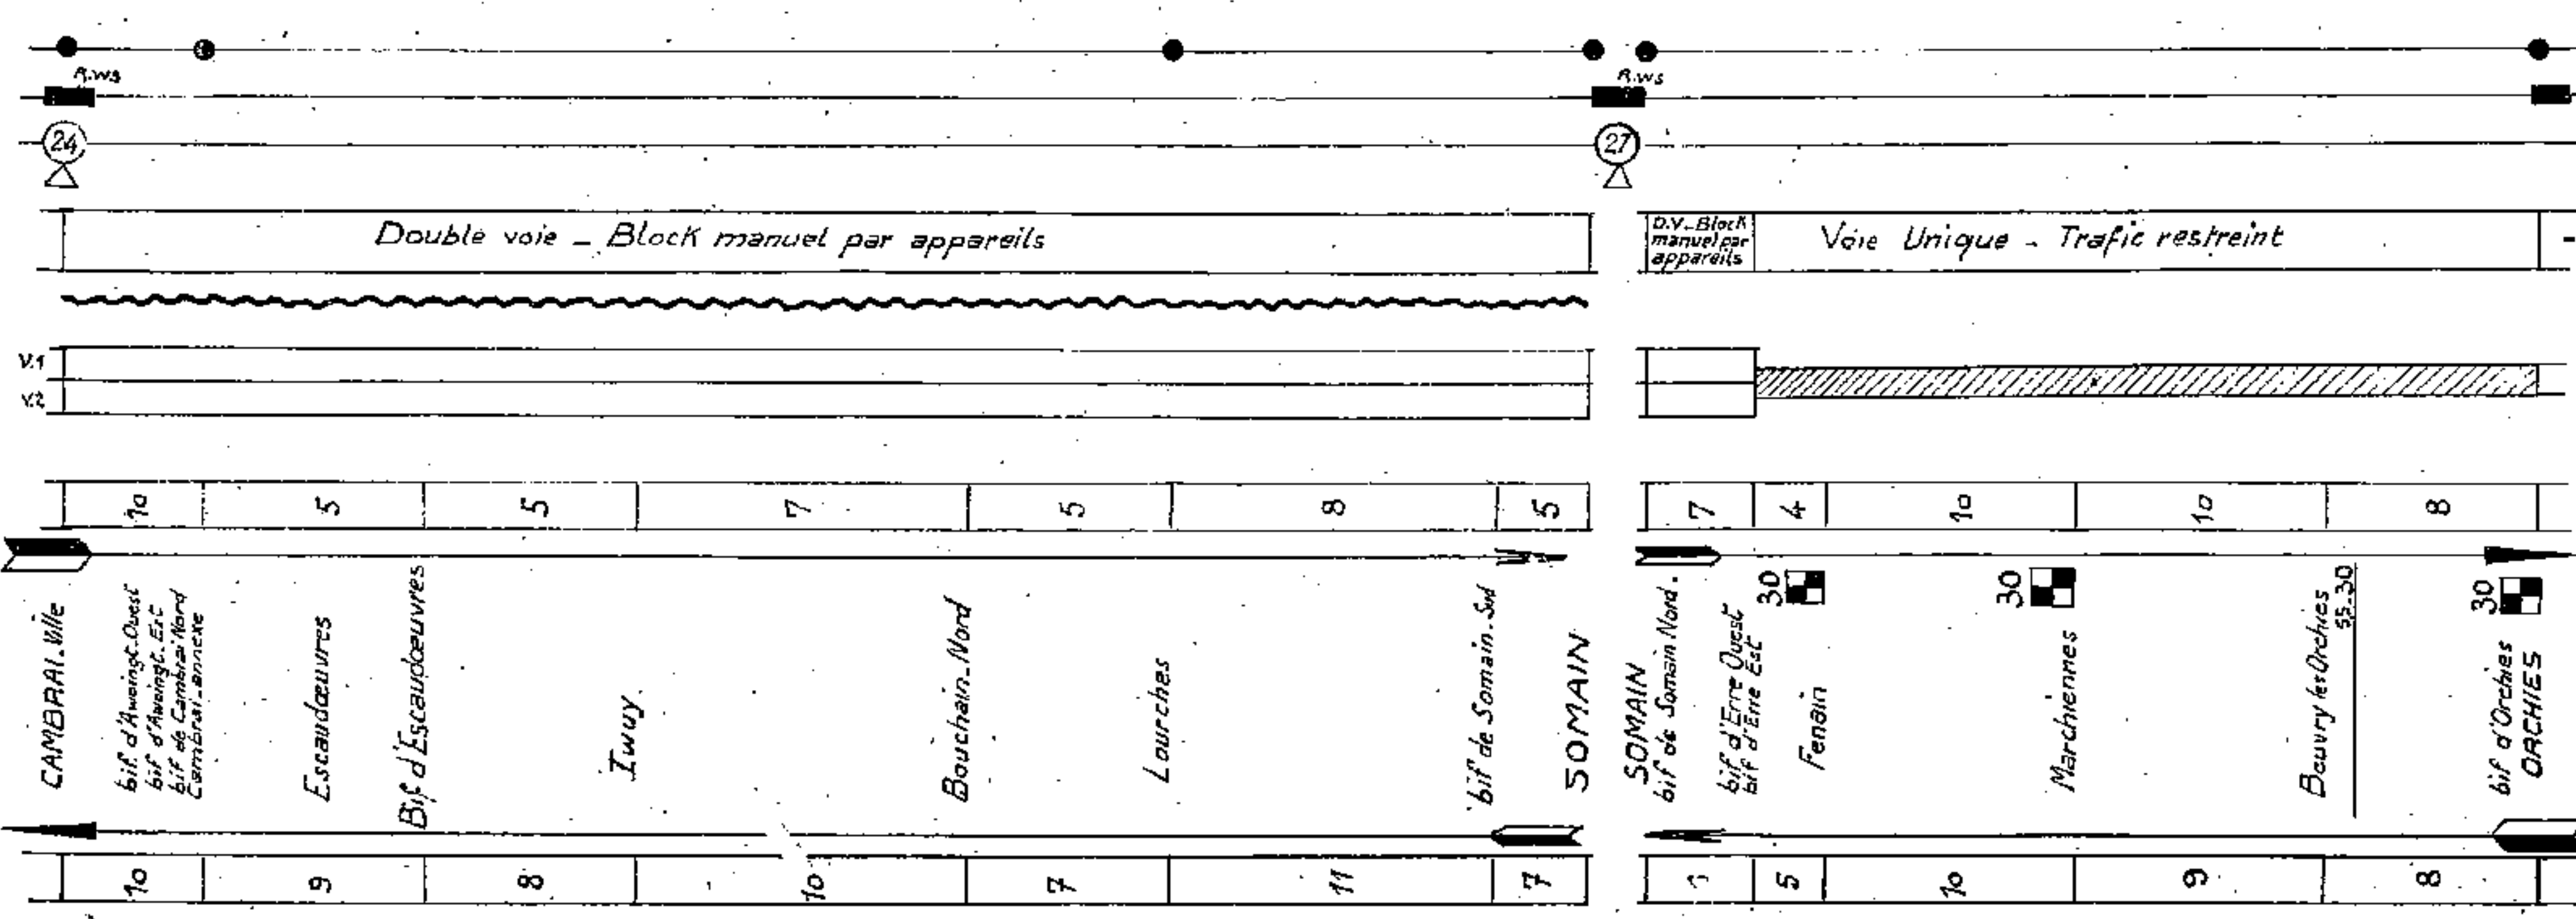 R.ws
R.ws
24
27
Double voie - Block manuel par appareils
D.V-Block
manuel par
appareils
Voie Unique - Trafic restreint
V.1
V.2
10 5 5 7 5 8 5
7 4 10 10 8
CAMBRAI-Ville
bif d'Awoingt-Ouest
bif d'Awoingt-Est
bif de Cambrai Nord
Cambrai-annexe
Escaudœuvres
Bif d'Escaudœuvres
Iwuy
Bouchain-Nord
Lourches
bif de Somain-Sud
SOMAIN
SOMAIN
bif de Somain Nord.
bif d'Erre Ouest
bif d'Erre Est
30
Fenain
30
Marchiennes
Beuvry les Orchies
55.30
30
bif d'Orchies
ORCHIES
10 9 8 10 7 11 7
5 10 9 8